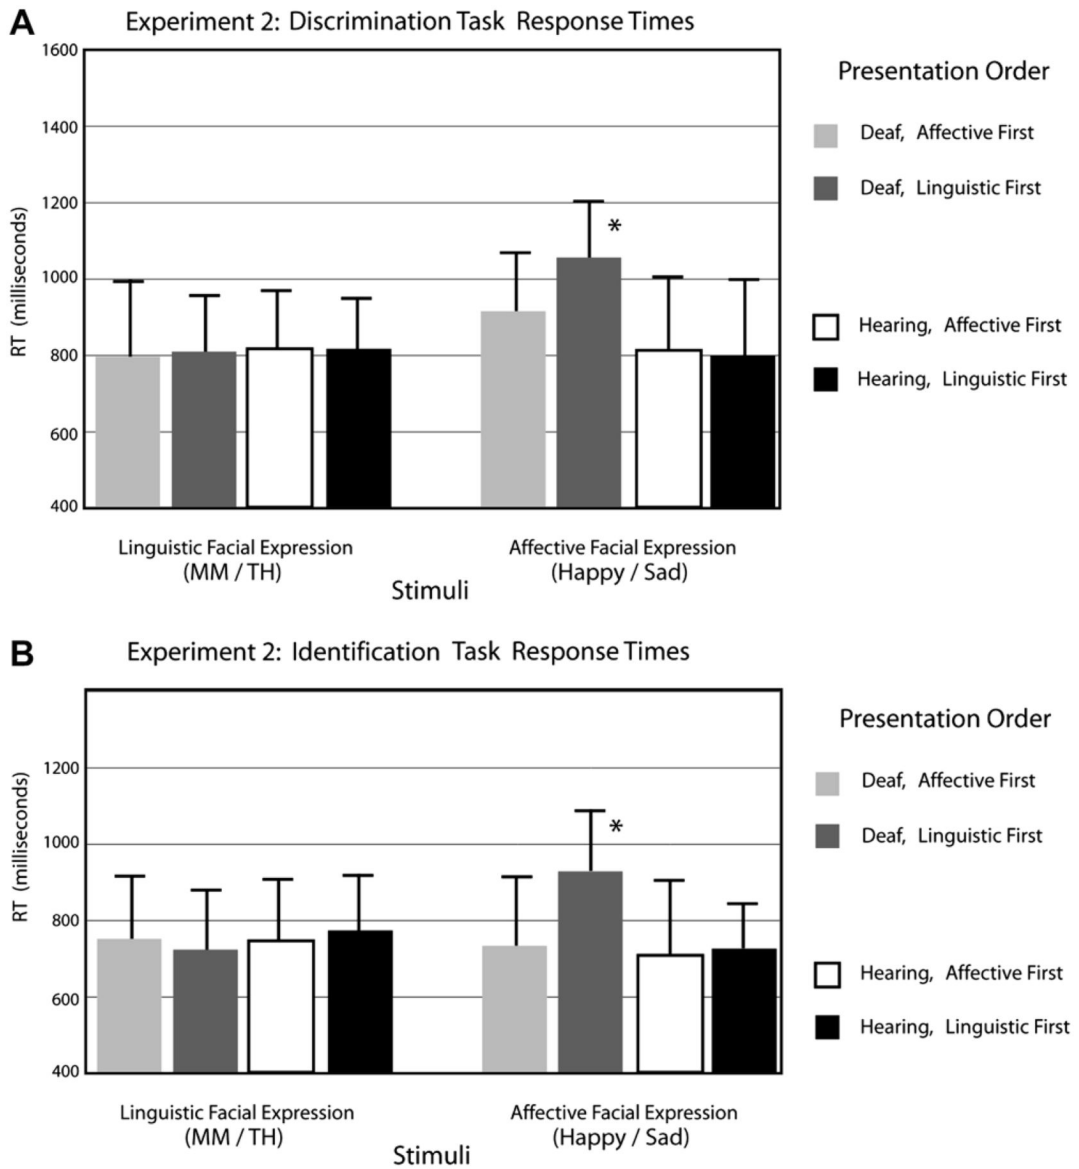 A
Experiment 2: Discrimination Task Response Times
1600
1400
1200
1000
800
600
400
RT (milliseconds)
*
Linguistic Facial Expression
(MM / TH)
Affective Facial Expression
(Happy / Sad)
Stimuli
Presentation Order
Deaf, Affective First
Deaf, Linguistic First
Hearing, Affective First
Hearing, Linguistic First
B
Experiment 2: Identification Task Response Times
1200
1000
800
600
400
RT (milliseconds)
*
Linguistic Facial Expression
(MM / TH)
Affective Facial Expression
(Happy / Sad)
Stimuli
Presentation Order
Deaf, Affective First
Deaf, Linguistic First
Hearing, Affective First
Hearing, Linguistic First